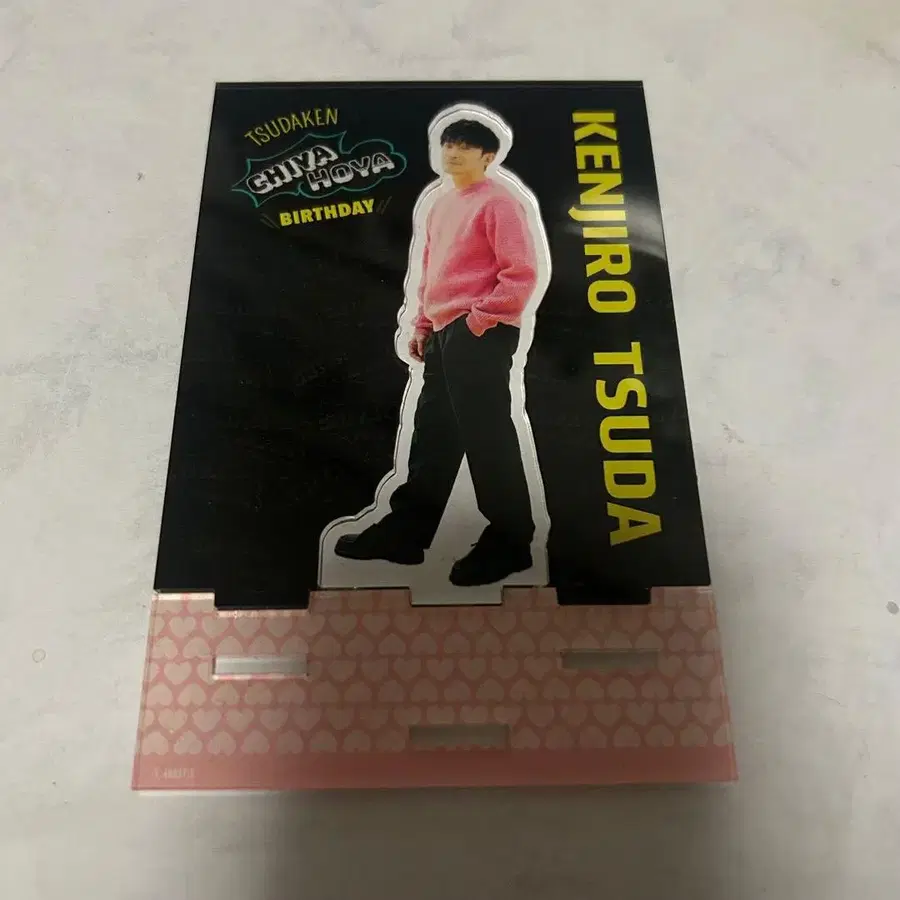 TSUDAKEN
CHIYA
HOYA
BIRTHDAY
KENJIRO TSUDA